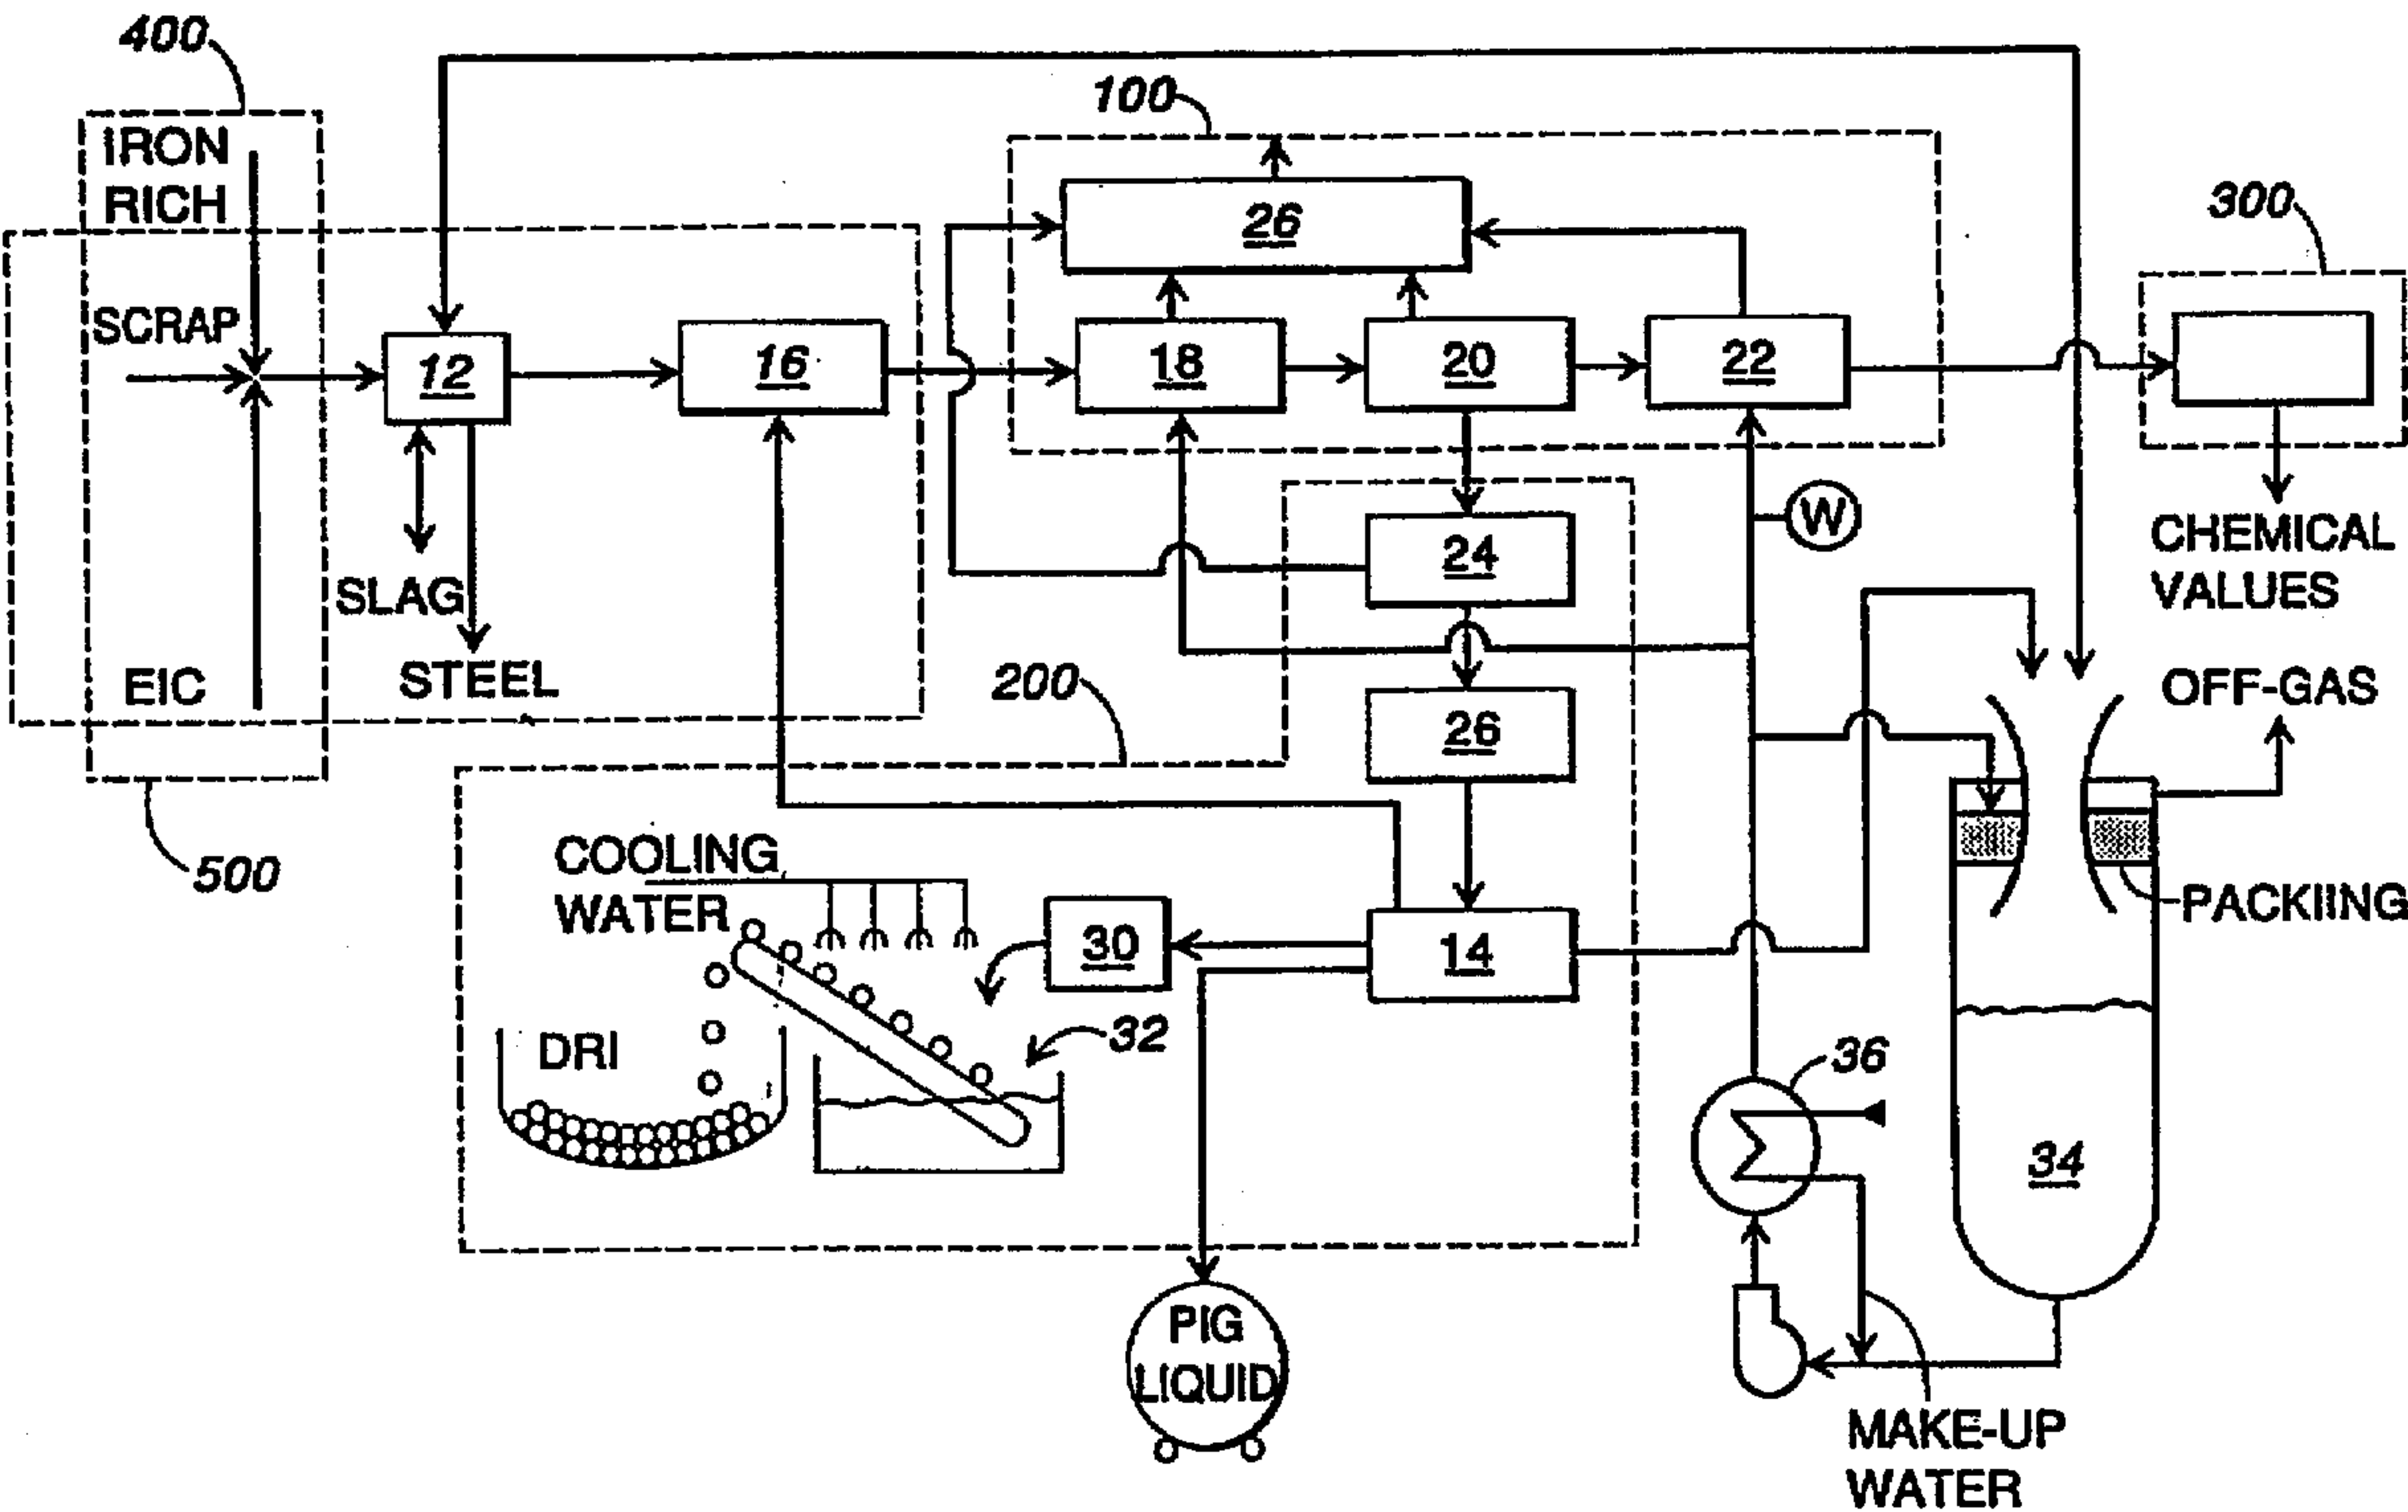 400
100
IRON
RICH
26
300
SCRAP
12
16
18
20
22
W
24
CHEMICAL
VALUES
SLAG
STEEL
EIC
200
26
OFF-GAS
500
COOLING
WATER
30
14
PACKIING
DRI
32
36
34
PIG
LIQUID
MAKE-UP
WATER